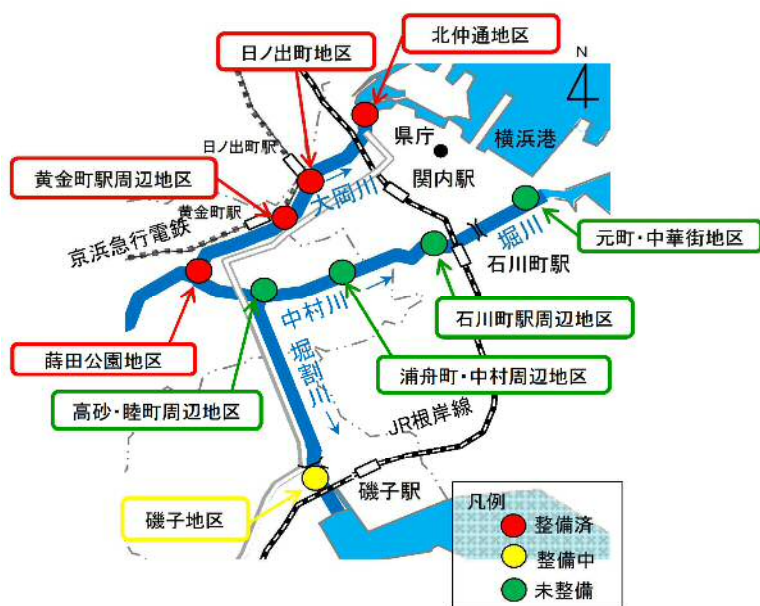 北仲通地区
日ノ出町地区
N
県庁
横浜港
日ノ出町駅
関内駅
黄金町駅周辺地区
大岡川
黄金町駅
京浜急行電鉄
堀川
元町・中華街地区
石川町駅
中村川
石川町駅周辺地区
蒔田公園地区
堀割川
浦舟町・中村周辺地区
高砂・睦町周辺地区
JR根岸線
磯子地区
磯子駅
凡例
整備済
整備中
未整備